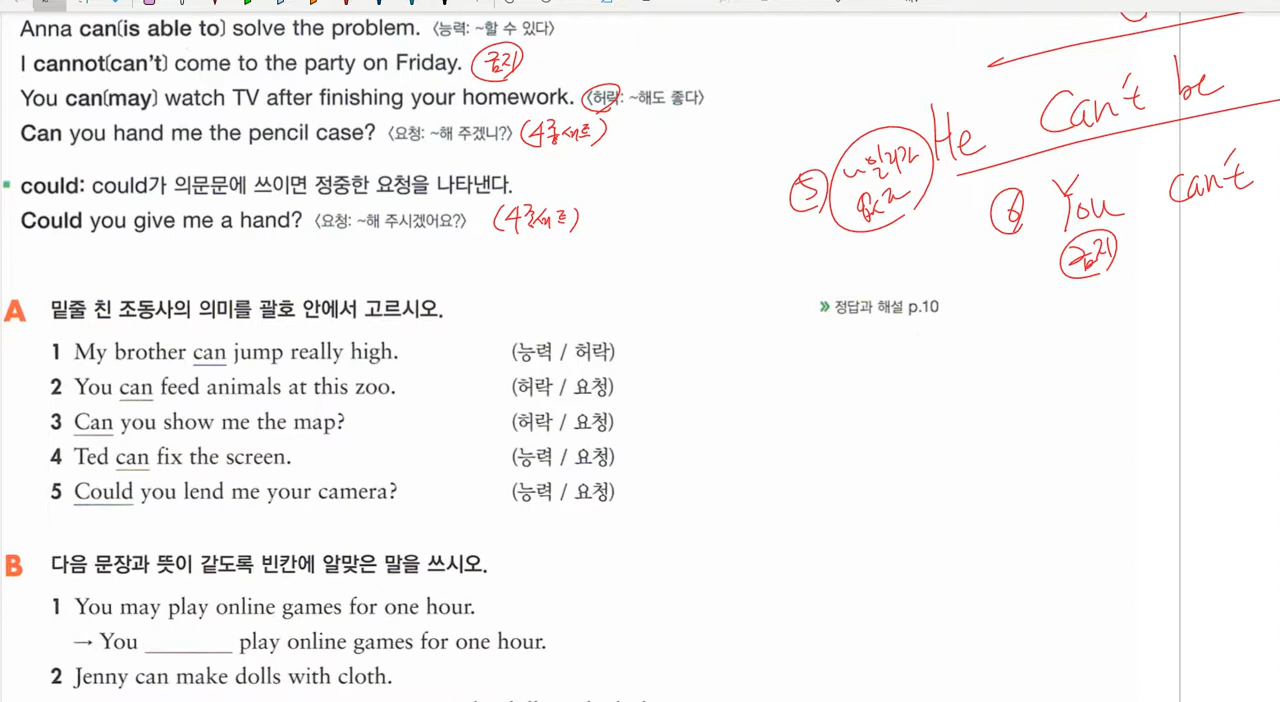 Anna can(is able to) solve the problem. 〈능력: ~할 수 있다〉
I cannot(can't) come to the party on Friday. 금지
You can(may) watch TV after finishing your homework. 〈허락: ~해도 좋다〉
Can you hand me the pencil case? 〈요청: ~해 주겠니?〉
could: could가 의문문에 쓰이면 정중한 요청을 나타낸다.
Could you give me a hand? 〈요청: ~해 주시겠어요?〉
He Can't be
⑤ ~일리가 없다
⑥ You can't
금지
A 밑줄 친 조동사의 의미를 괄호 안에서 고르시오.
» 정답과 해설 p.10
1 My brother can jump really high. (능력 / 허락)
2 You can feed animals at this zoo. (허락 / 요청)
3 Can you show me the map? (허락 / 요청)
4 Ted can fix the screen. (능력 / 요청)
5 Could you lend me your camera? (능력 / 요청)
B 다음 문장과 뜻이 같도록 빈칸에 알맞은 말을 쓰시오.
1 You may play online games for one hour.
→ You ________ play online games for one hour.
2 Jenny can make dolls with cloth.